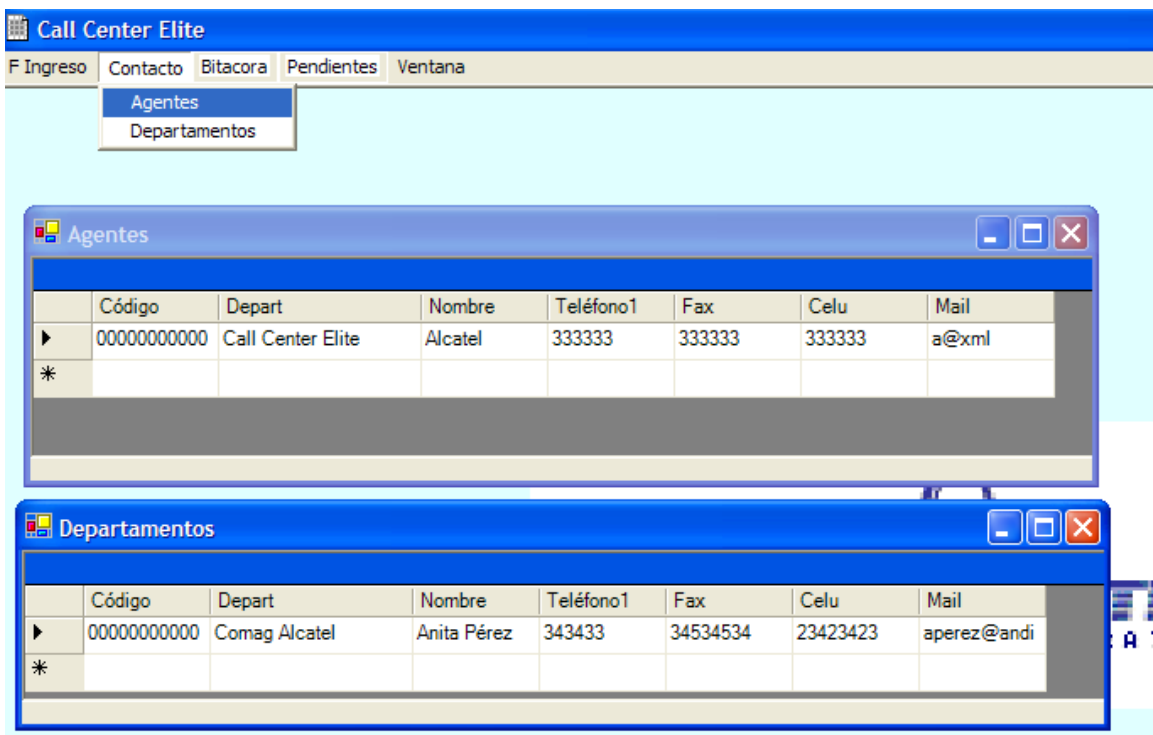 Call Center Elite
F Ingreso Contacto Bitacora Pendientes Ventana
Agentes
Departamentos
Agentes
Código Depart Nombre Teléfono1 Fax Celu Mail
00000000000 Call Center Elite Alcatel 333333 333333 333333 a@xml
Departamentos
Código Depart Nombre Teléfono1 Fax Celu Mail
00000000000 Comag Alcatel Anita Pérez 343433 34534534 23423423 aperez@andi